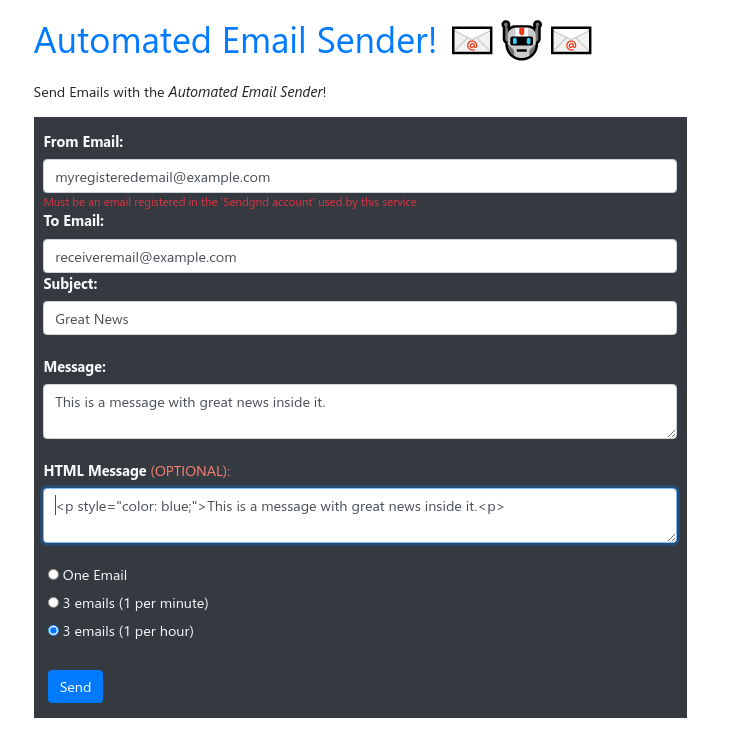 Automated Email Sender!
Send Emails with the Automated Email Sender!
From Email:
myregisteredemail@example.com
Must be an email registered in the 'Sendgrid account' used by this service
To Email:
receiveremail@example.com
Subject:
Great News
Message:
This is a message with great news inside it.
HTML Message (OPTIONAL):
<p style="color: blue;">This is a message with great news inside it.<p>
One Email
3 emails (1 per minute)
3 emails (1 per hour)
Send